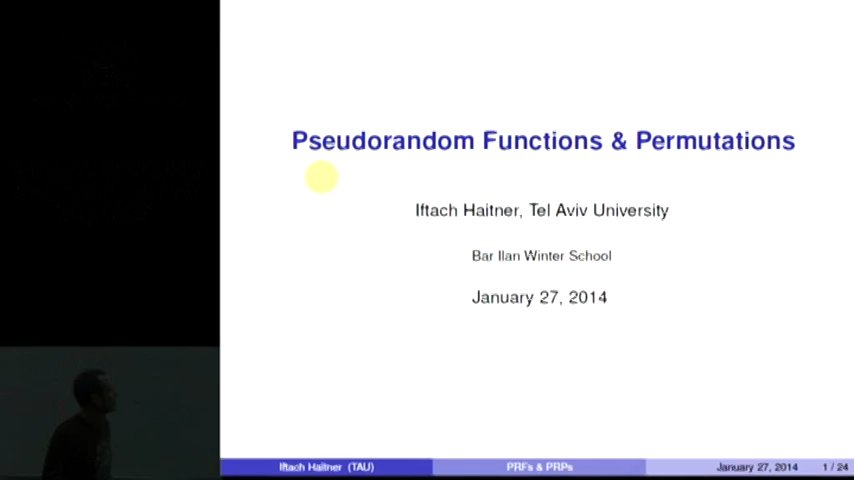 Pseudorandom Functions & Permutations
Iftach Haitner, Tel Aviv University
Bar Ilan Winter School
January 27, 2014
Iftach Haitner (TAU)
PRFs & PRPs
January 27, 2014
1 / 24